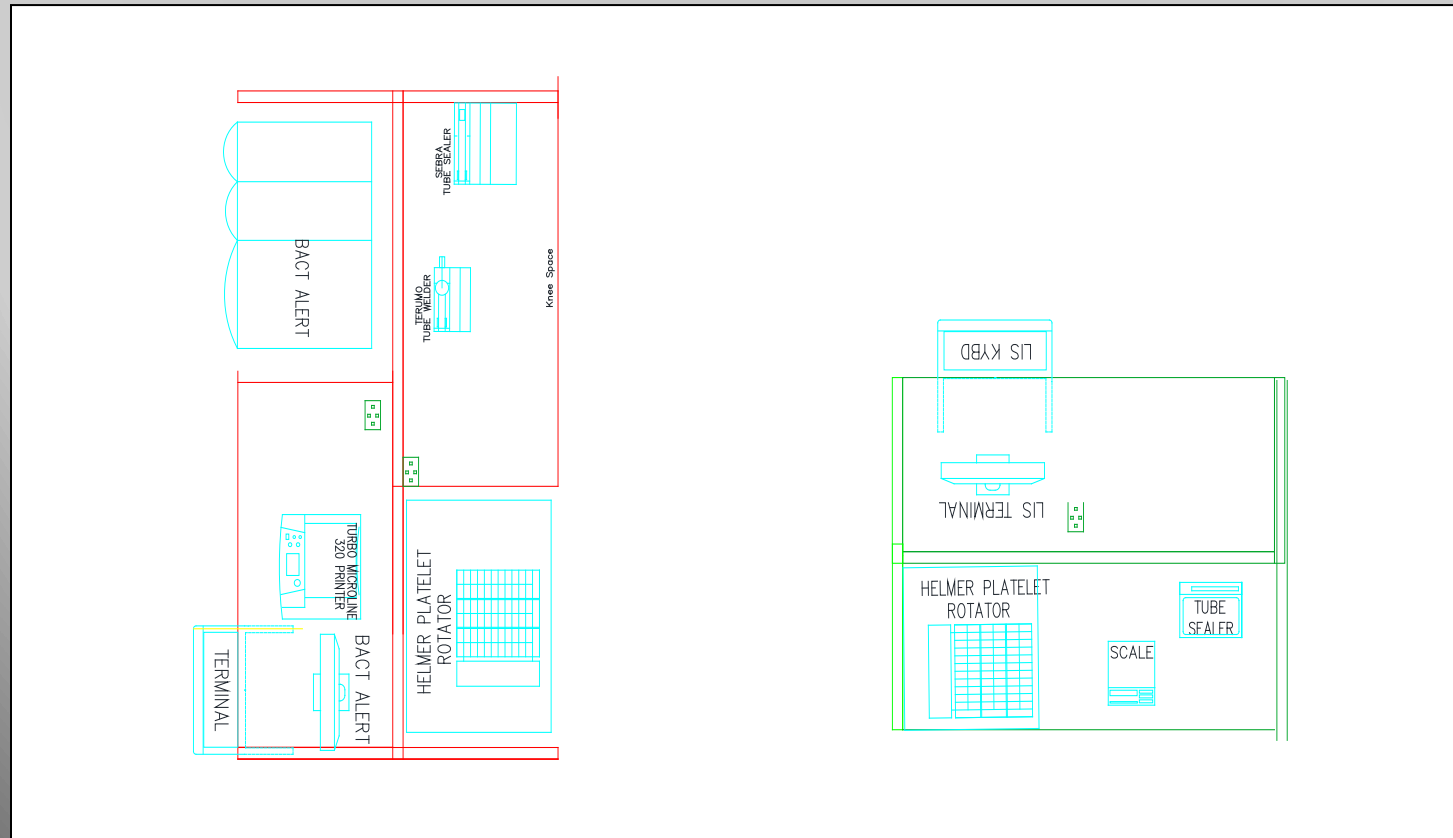 SEBRA
TUBE SEALER
BACT ALERT
TERUMO
TUBE WELDER
Knee Space
TURBO MICROLINE
320 PRINTER
HELMER PLATELET
ROTATOR
TERMINAL
BACT ALERT
LIS KYBD
LIS TERMINAL
HELMER PLATELET
ROTATOR
TUBE
SEALER
SCALE